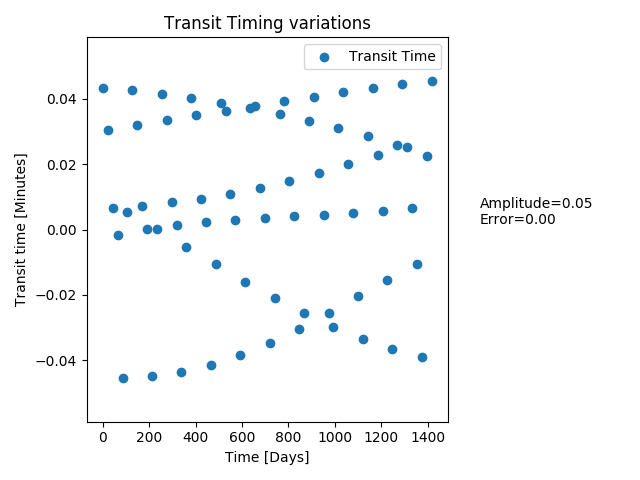 Transit Timing variations
Transit Time
0.04
0.02
0.00
−0.02
−0.04
Transit time [Minutes]
0 200 400 600 800 1000 1200 1400
Time [Days]
Amplitude=0.05
Error=0.00